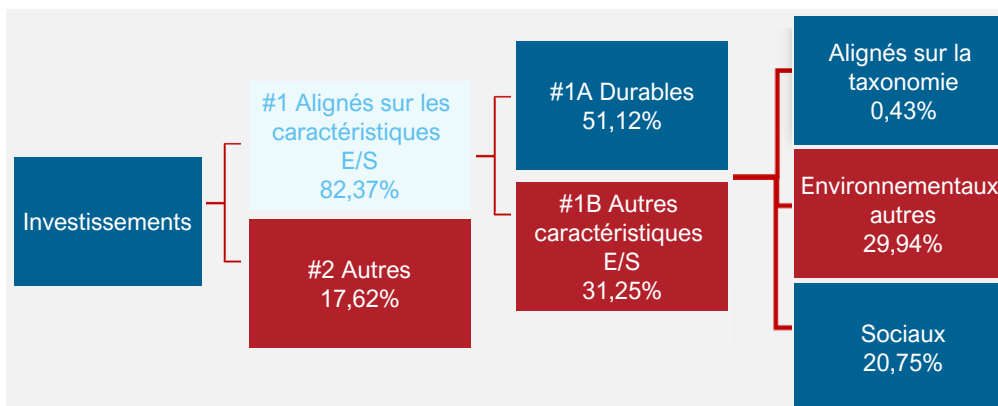 Investissements
#1 Alignés sur les
caractéristiques
E/S
82,37%
#2 Autres
17,62%
#1A Durables
51,12%
#1B Autres
caractéristiques
E/S
31,25%
Alignés sur la
taxonomie
0,43%
Environnementaux
autres
29,94%
Sociaux
20,75%